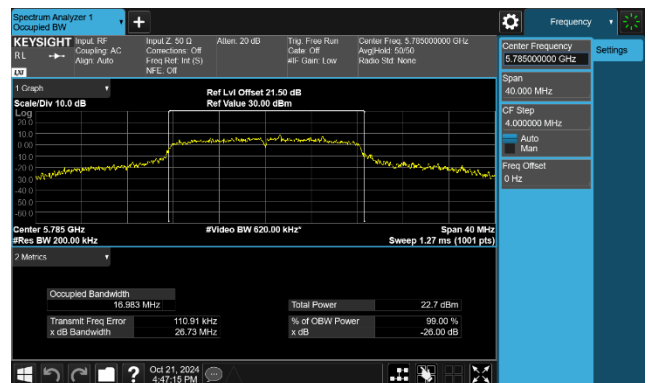 Spectrum Analyzer 1
Occupied BW
Frequency
KEYSIGHT
RL
LXI
Input: RF
Coupling: AC
Align: Auto
Input Z: 50 Ω
Corrections: Off
Freq Ref: Int (S)
NFE: Off
Atten: 20 dB
Trig: Free Run
Gate: Off
#IF Gain: Low
Center Freq: 5.785000000 GHz
Avg|Hold: 50/50
Radio Std: None
Center Frequency
5.785000000 GHz
Settings
Span
40.000 MHz
CF Step
4.000000 MHz
Auto
Man
Freq Offset
0 Hz
1 Graph
Scale/Div 10.0 dB
Ref Lvl Offset 21.50 dB
Ref Value 30.00 dBm
Log
20.0
10.0
0.00
-10.0
-20.0
-30.0
-40.0
-50.0
-60.0
Center 5.785 GHz
#Res BW 200.00 kHz
#Video BW 620.00 kHz*
Span 40 MHz
Sweep 1.27 ms (1001 pts)
2 Metrics
Occupied Bandwidth
16.983 MHz
Total Power 22.7 dBm
Transmit Freq Error 110.91 kHz
% of OBW Power 99.00 %
x dB Bandwidth 26.73 MHz
x dB -26.00 dB
?
Oct 21, 2024
4:47:15 PM